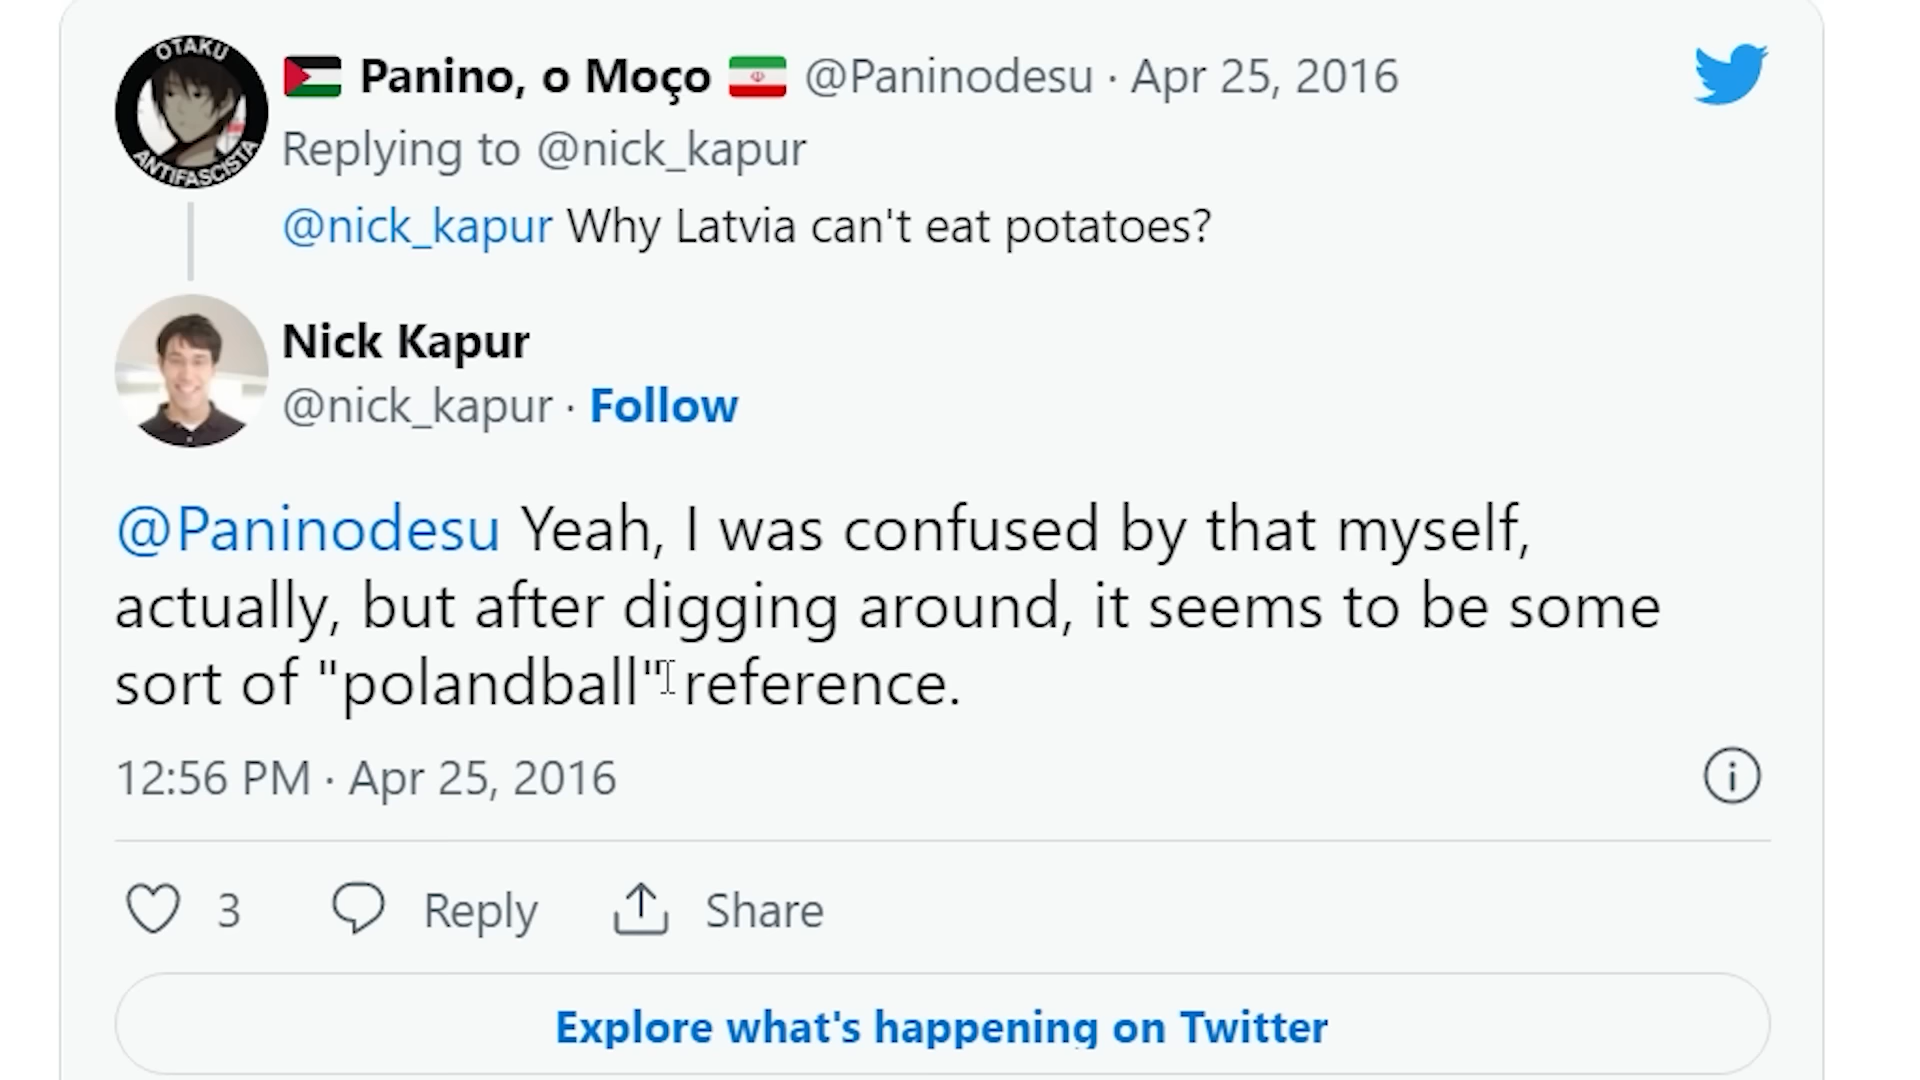 OTAKU
ANTIFASCISTA
Panino, o Moço @Paninodesu · Apr 25, 2016
Replying to @nick_kapur
@nick_kapur Why Latvia can't eat potatoes?
Nick Kapur
@nick_kapur · Follow
@Paninodesu Yeah, I was confused by that myself,
actually, but after digging around, it seems to be some
sort of "polandball" reference.
12:56 PM · Apr 25, 2016
3 Reply Share
Explore what's happening on Twitter